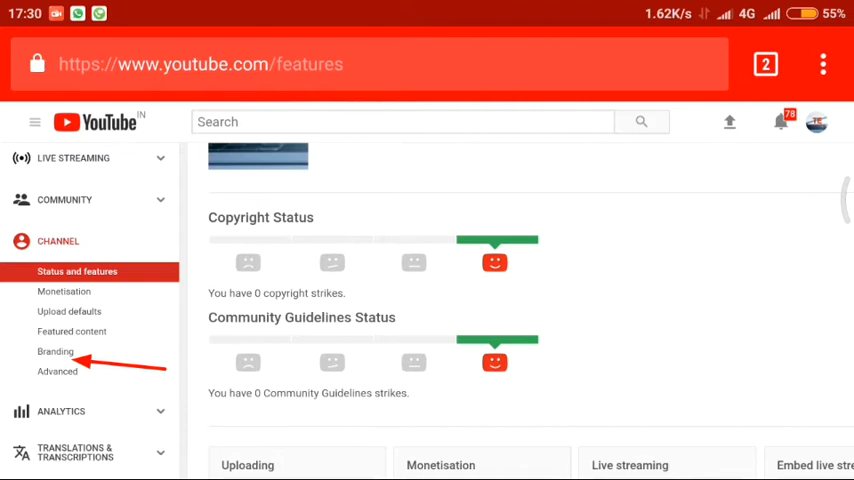 17:30 1.62K/s 4G 55%
https://www.youtube.com/features 2
YouTube IN Search 78
LIVE STREAMING
COMMUNITY
CHANNEL
Status and features
Monetisation
Upload defaults
Featured content
Branding
Advanced
ANALYTICS
TRANSLATIONS &
TRANSCRIPTIONS
Copyright Status
You have 0 copyright strikes.
Community Guidelines Status
You have 0 Community Guidelines strikes.
Uploading Monetisation Live streaming Embed live stre